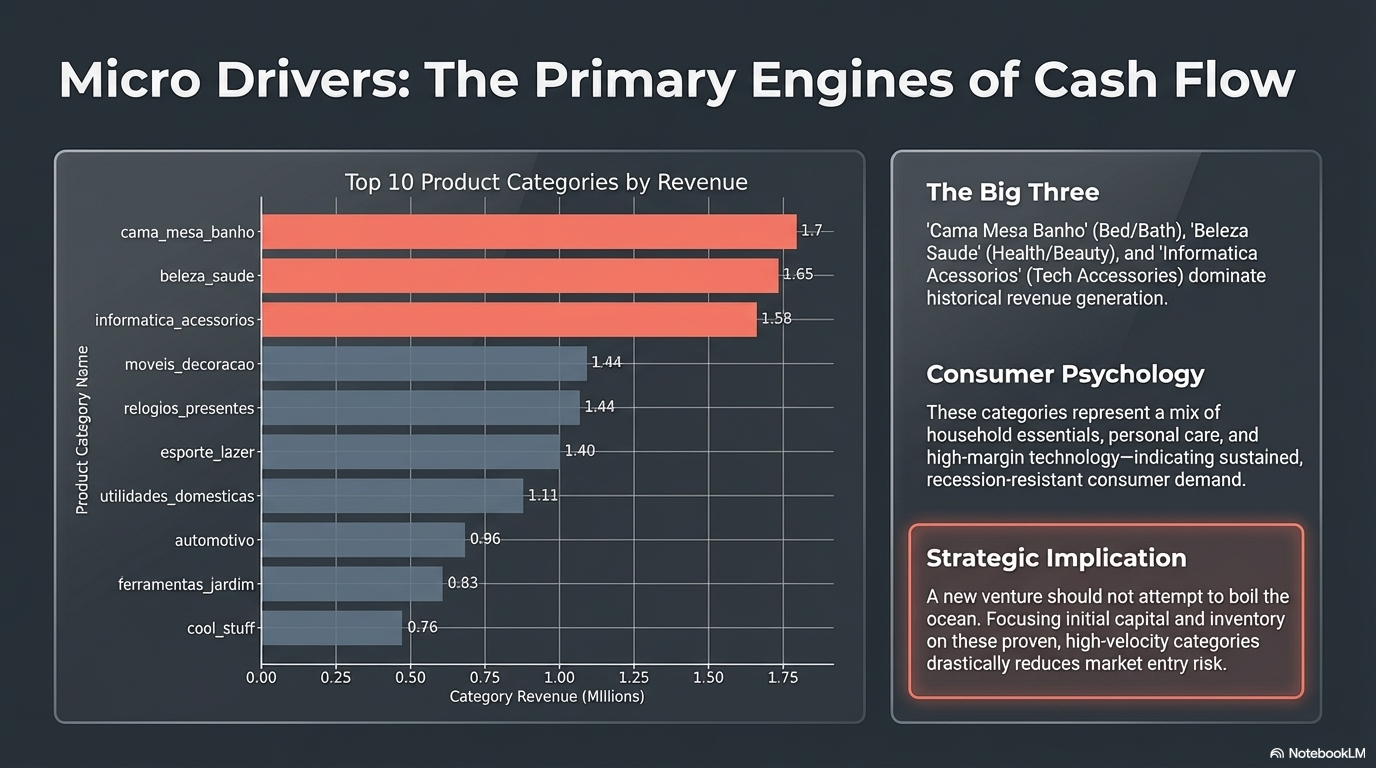 Micro Drivers: The Primary Engines of Cash Flow
Top 10 Product Categories by Revenue
Product Category Name
cama_mesa_banho 1.7
beleza_saude 1.65
informatica_acessorios 1.58
moveis_decoracao 1.44
relogios_presentes 1.44
esporte_lazer 1.40
utilidades_domesticas 1.11
automotivo 0.96
ferramentas_jardim 0.83
cool_stuff 0.76
0.00 0.25 0.50 0.75 1.00 1.25 1.50 1.75
Category Revenue (MIllions)
The Big Three
'Cama Mesa Banho' (Bed/Bath), 'Beleza
Saude' (Health/Beauty), and 'Informatica
Acessorios' (Tech Accessories) dominate
historical revenue generation.
Consumer Psychology
These categories represent a mix of
household essentials, personal care, and
high-margin technology—indicating sustained,
recession-resistant consumer demand.
Strategic Implication
A new venture should not attempt to boil the
ocean. Focusing initial capital and inventory
on these proven, high-velocity categories
drastically reduces market entry risk.
NotebookLM